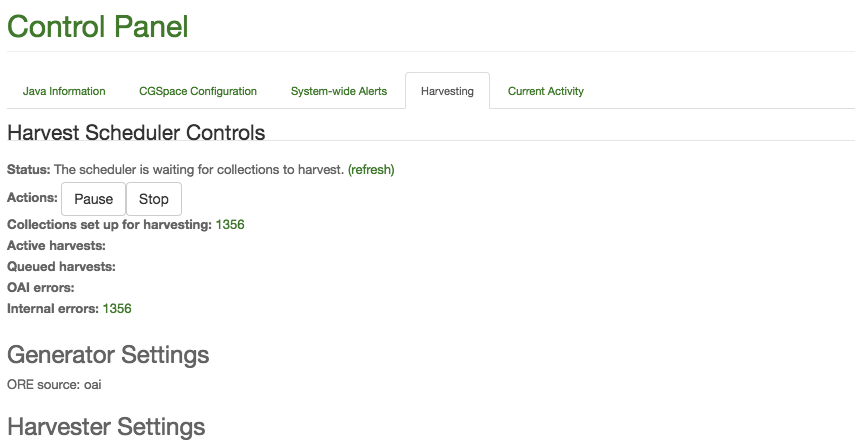 Control Panel
Java Information CGSpace Configuration System-wide Alerts Harvesting Current Activity
Harvest Scheduler Controls
Status: The scheduler is waiting for collections to harvest. (refresh)
Actions: Pause Stop
Collections set up for harvesting: 1356
Active harvests:
Queued harvests:
OAI errors:
Internal errors: 1356
Generator Settings
ORE source: oai
Harvester Settings